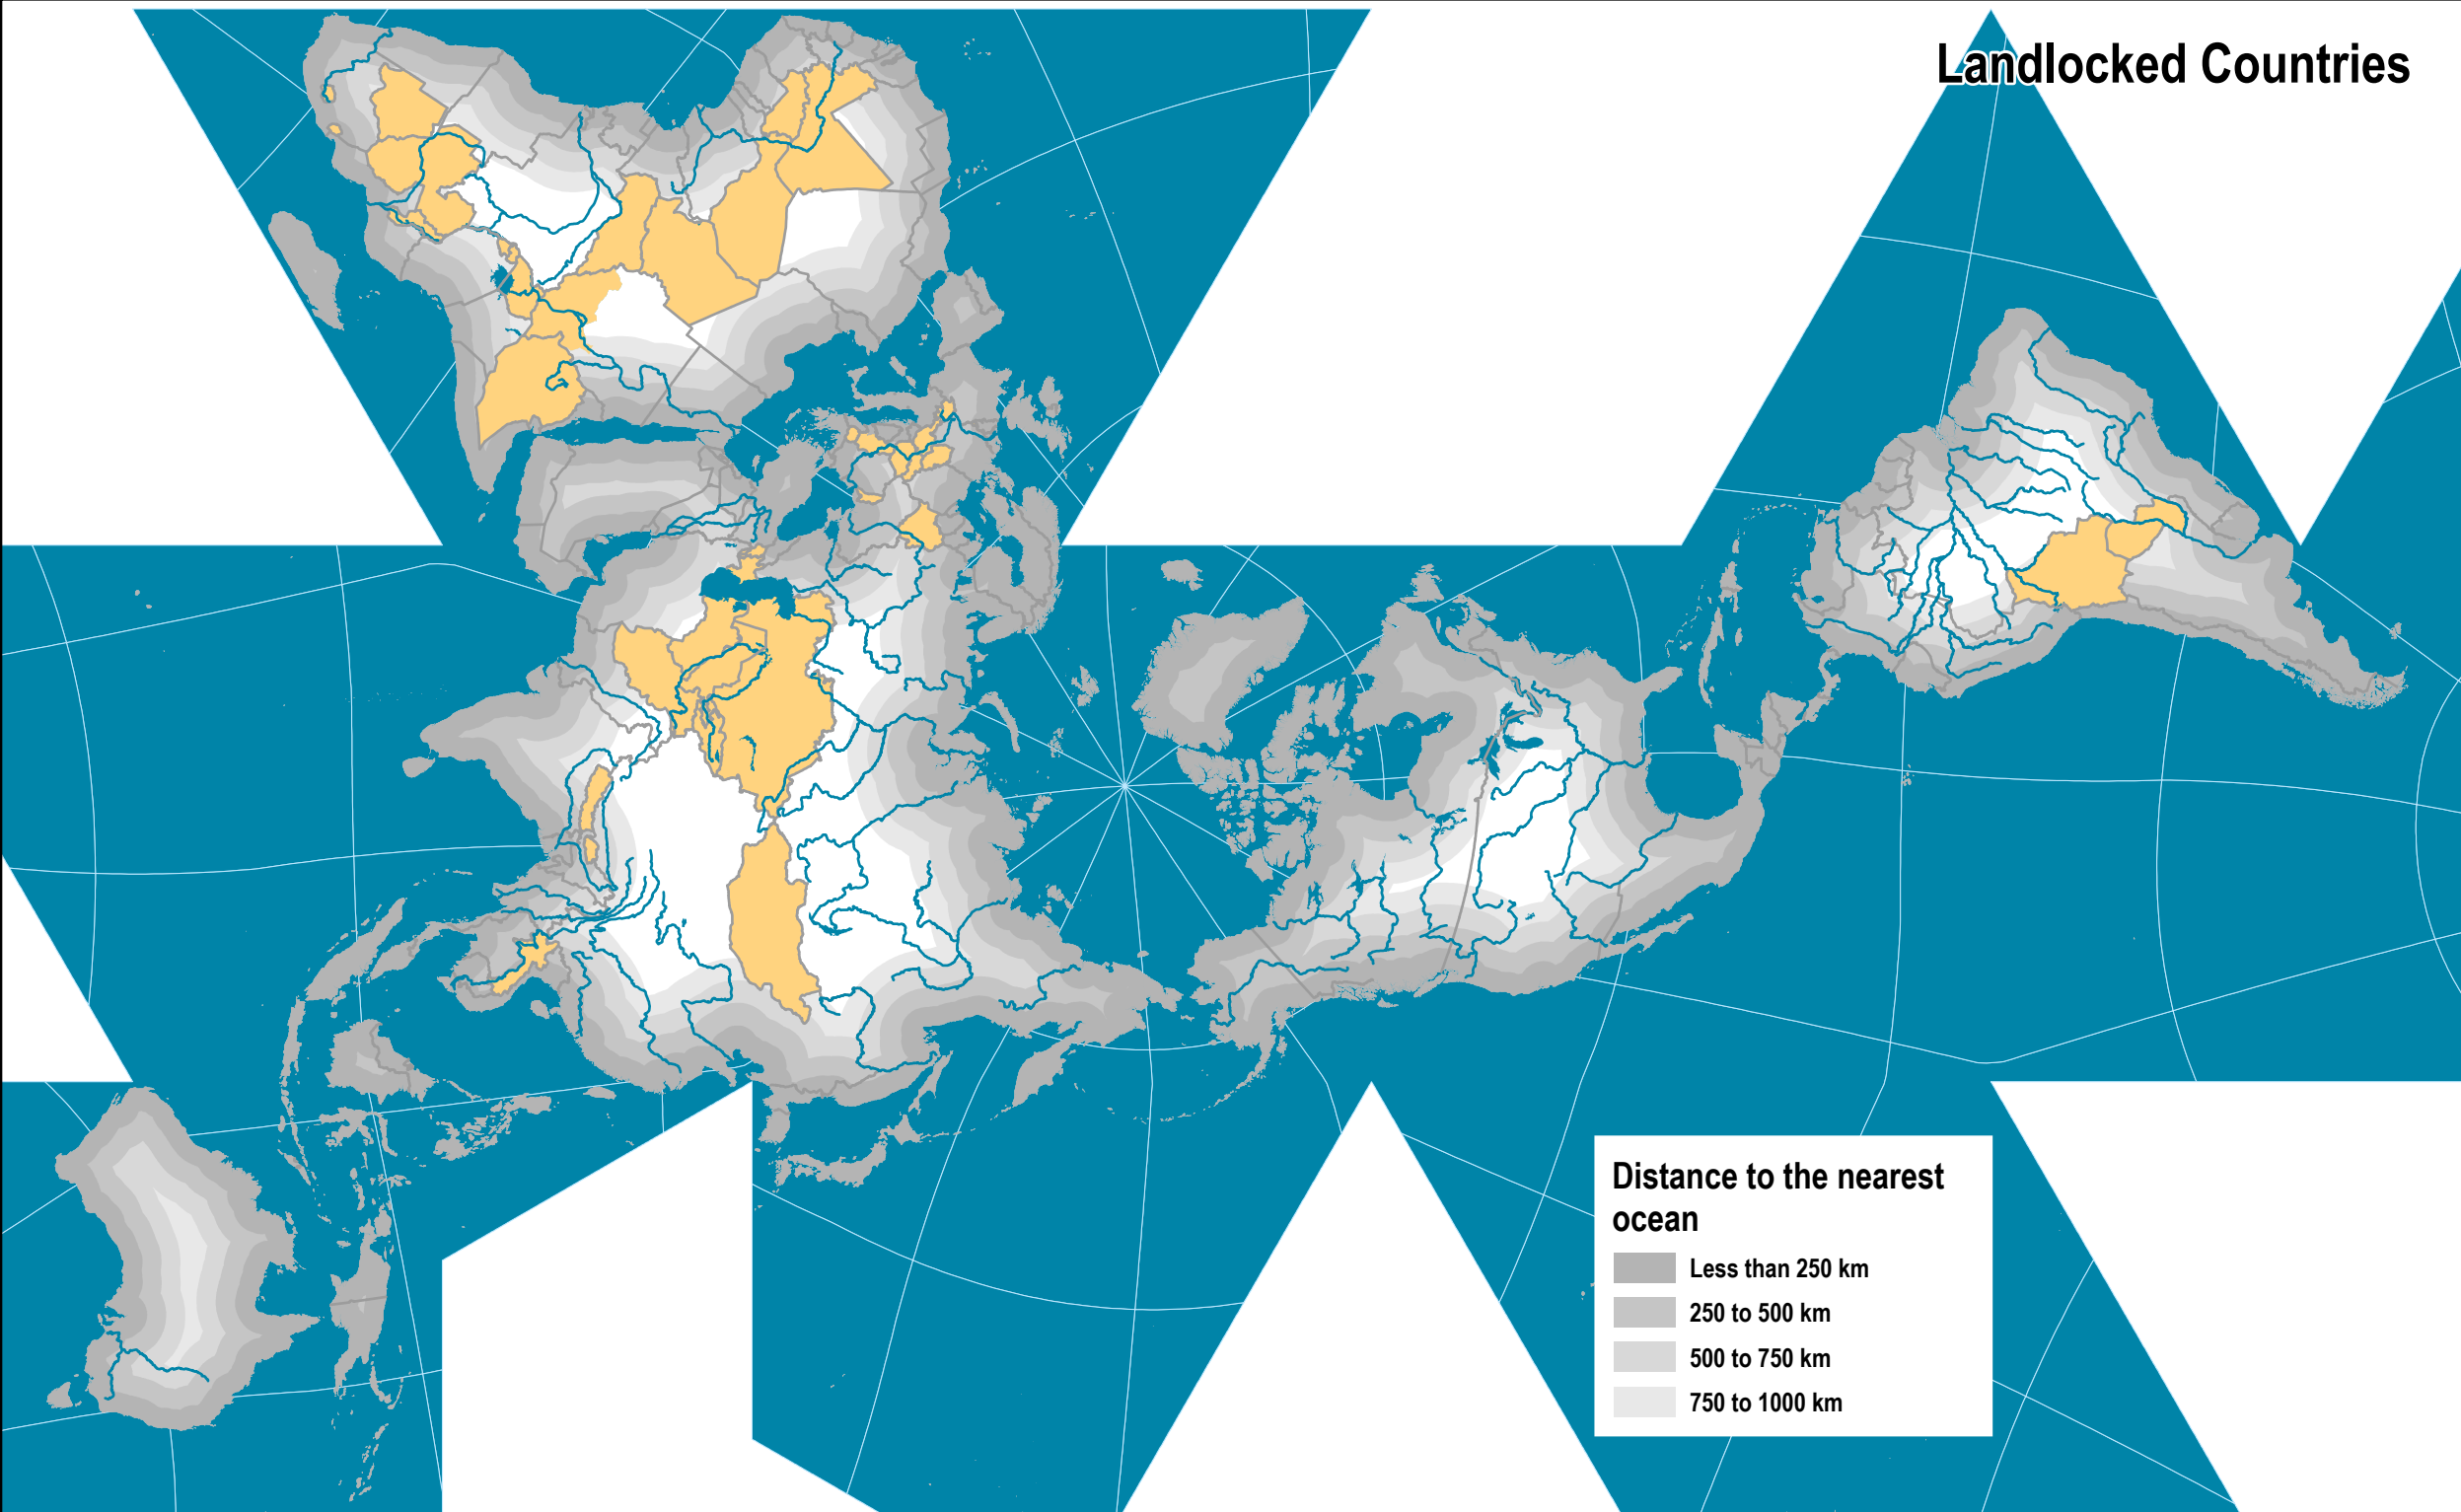 Landlocked Countries
Distance to the nearest
ocean
Less than 250 km
250 to 500 km
500 to 750 km
750 to 1000 km